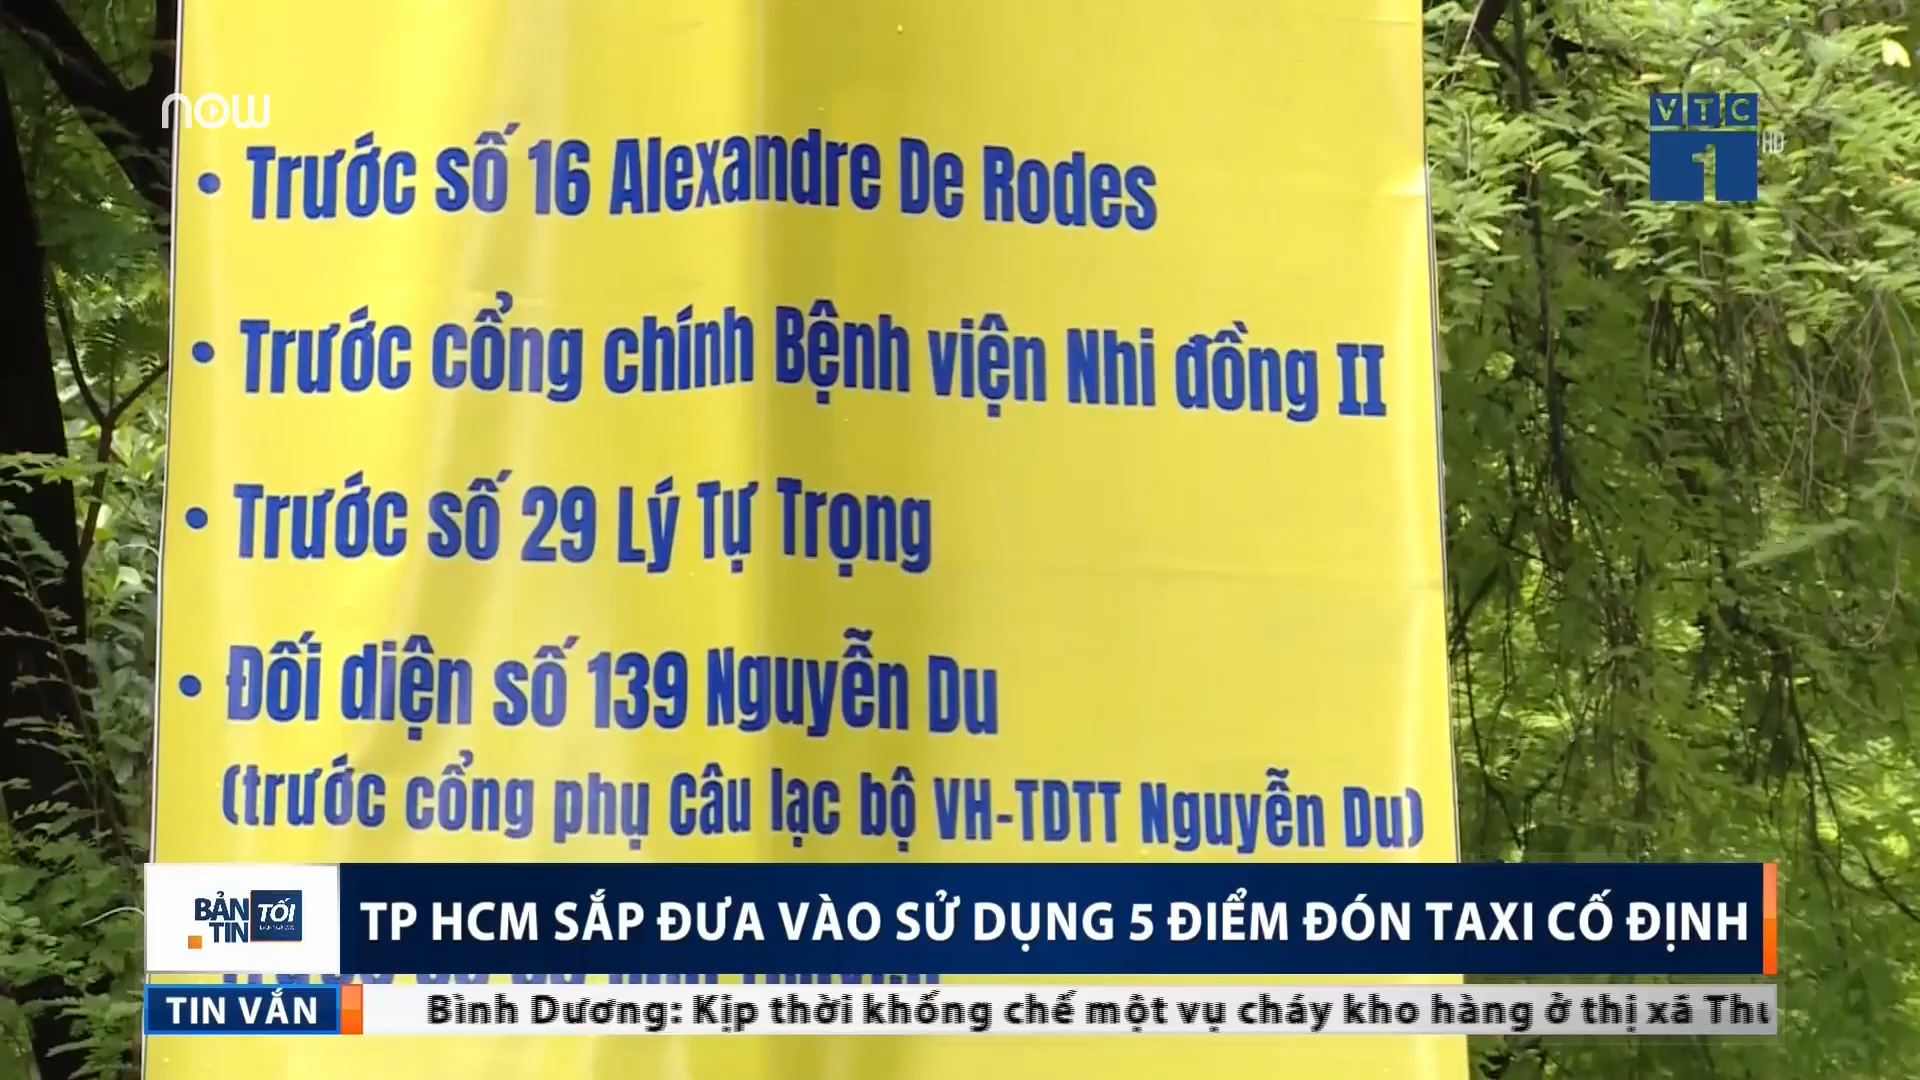 now
VTC
1
HD
• Trước số 16 Alexandre De Rodes
• Trước cổng chính Bệnh viện Nhi đồng II
• Trước số 29 Lý Tự Trọng
• Đối diện số 139 Nguyễn Du
(trước cổng phụ Câu lạc bộ VH-TDTT Nguyễn Du)
BẢN TIN TỐI
TP HCM SẮP ĐƯA VÀO SỬ DỤNG 5 ĐIỂM ĐÓN TAXI CỐ ĐỊNH
TIN VẮN
Bình Dương: Kịp thời khống chế một vụ cháy kho hàng ở thị xã